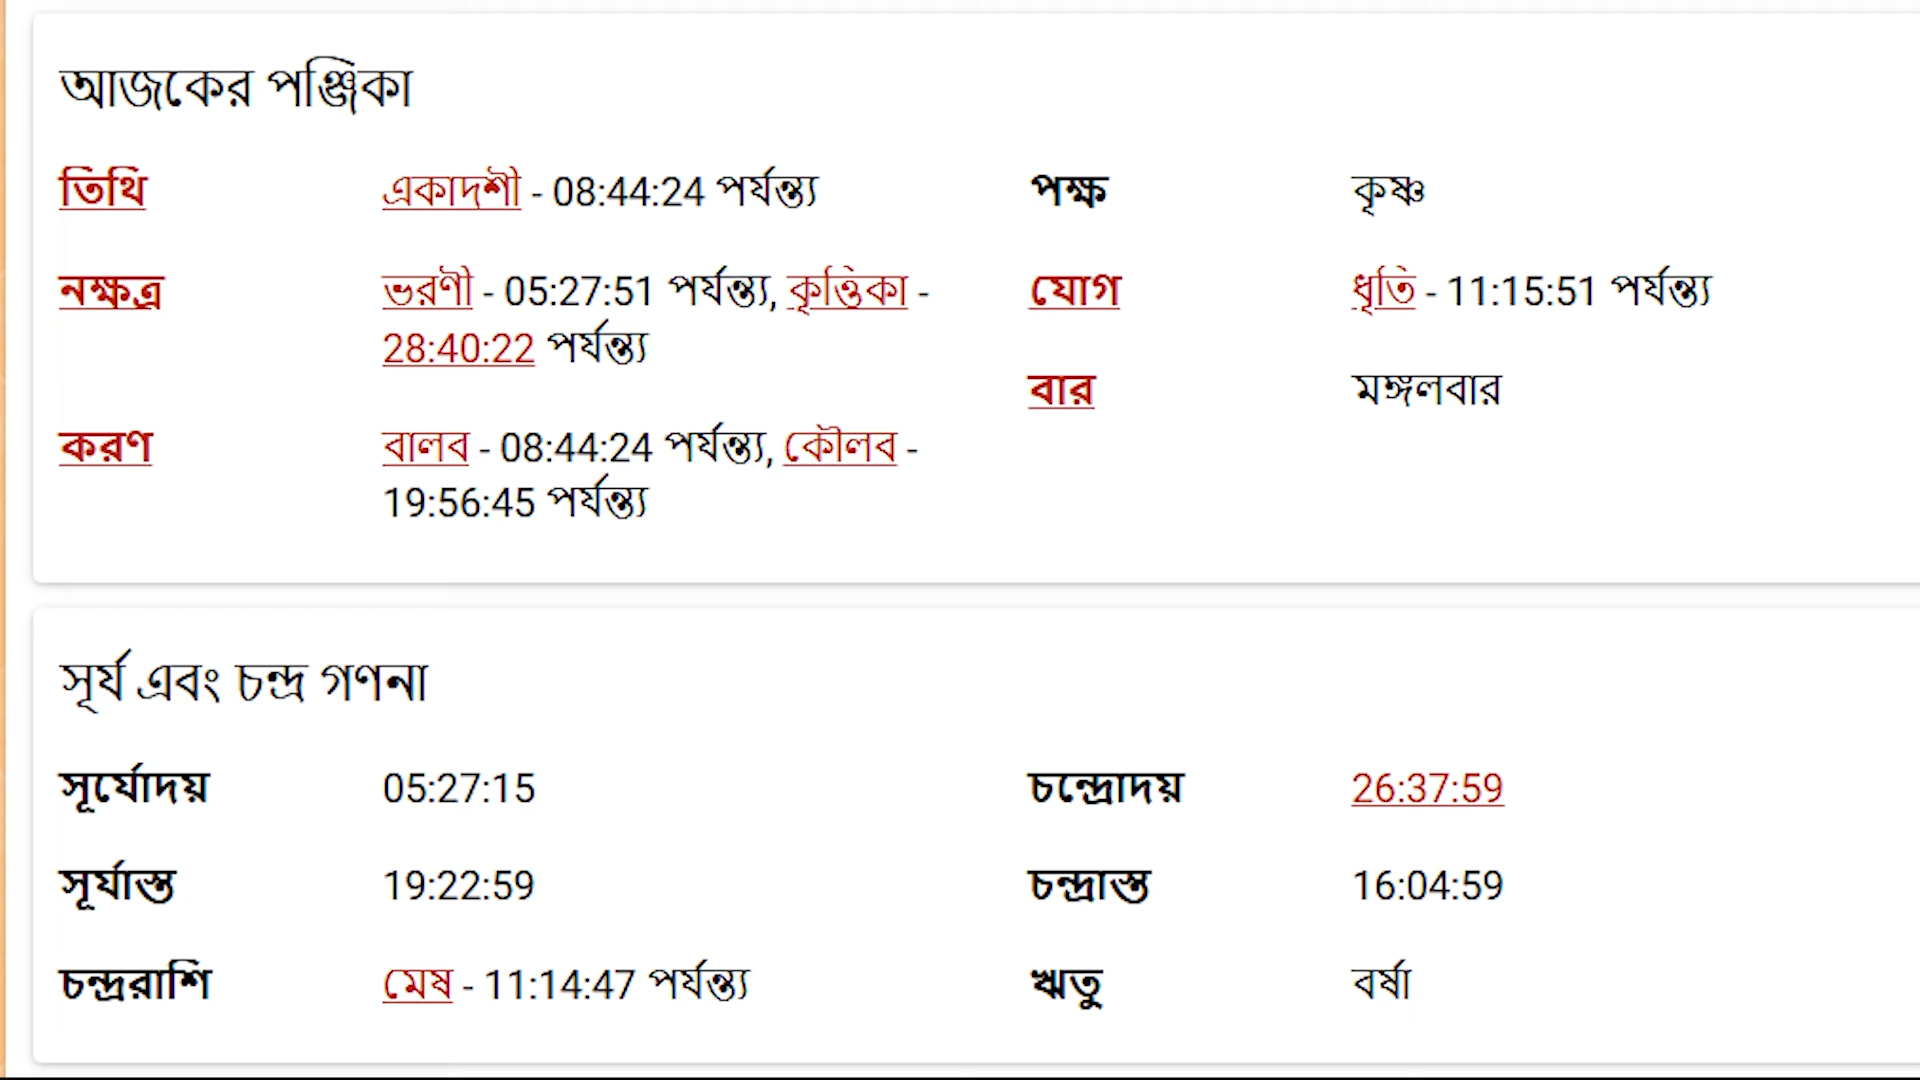 আজকের পঞ্জিকা
তিথি একাদশী - 08:44:24 পর্যন্ত্য পক্ষ কৃষ্ণ
নক্ষত্র ভরণী - 05:27:51 পর্যন্ত্য, কৃত্তিকা - যোগ ধৃতি - 11:15:51 পর্যন্ত্য
28:40:22 পর্যন্ত্য
বার মঙ্গলবার
করণ বালব - 08:44:24 পর্যন্ত্য, কৌলব -
19:56:45 পর্যন্ত্য
সূর্য এবং চন্দ্র গণনা
সূর্যোদয় 05:27:15 চন্দ্রোদয় 26:37:59
সূর্যাস্ত 19:22:59 চন্দ্রাস্ত 16:04:59
চন্দ্ররাশি মেষ - 11:14:47 পর্যন্ত্য ঋতু বর্ষা